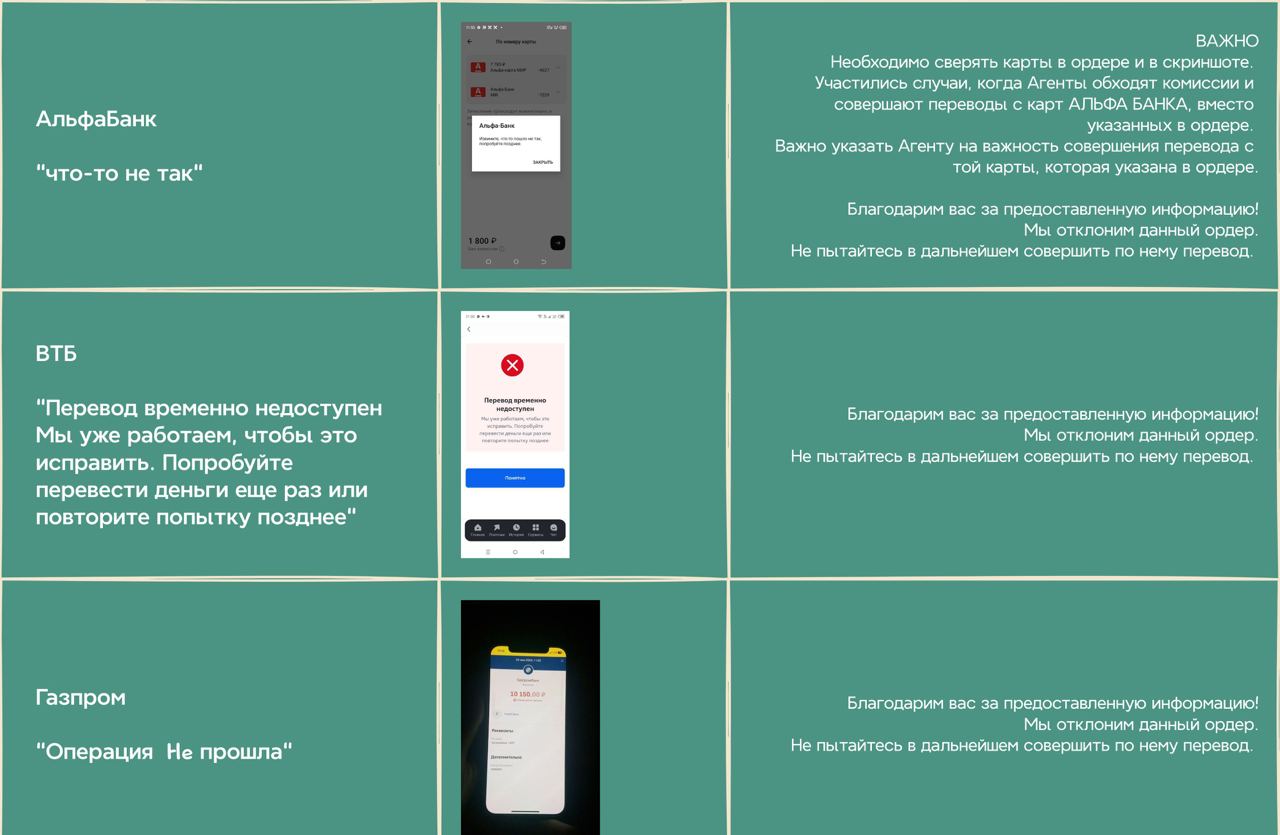 АльфаБанк
"что-то не так"
По номеру карты
7 785 ₽
Альфа-карта МИР
Альфа-Банк
МИР
Альфа-Банк
Извините, что-то пошло не так,
попробуйте позднее.
ЗАКРЫТЬ
1 800 ₽
ВАЖНО
Необходимо сверять карты в ордере и в скриншоте.
Участились случаи, когда Агенты обходят комиссии и
совершают переводы с карт АЛЬФА БАНКА, вместо
указанных в ордере.
Важно указать Агенту на важность совершения перевода с
той карты, которая указана в ордере.
Благодарим вас за предоставленную информацию!
Мы отклоним данный ордер.
Не пытайтесь в дальнейшем совершить по нему перевод.
ВТБ
"Перевод временно недоступен
Мы уже работаем, чтобы это
исправить. Попробуйте
перевести деньги еще раз или
повторите попытку позднее"
Перевод временно
недоступен
Мы уже работаем, чтобы это
исправить. Попробуйте
перевести деньги еще раз или
повторите попытку позднее
Понятно
Главная Платежи История Сервисы Чат
Благодарим вас за предоставленную информацию!
Мы отклоним данный ордер.
Не пытайтесь в дальнейшем совершить по нему перевод.
Газпром
"Операция Не прошла"
Газпромбанк
10 150,00 ₽
Реквизиты
Дополнительно
Благодарим вас за предоставленную информацию!
Мы отклоним данный ордер.
Не пытайтесь в дальнейшем совершить по нему перевод.